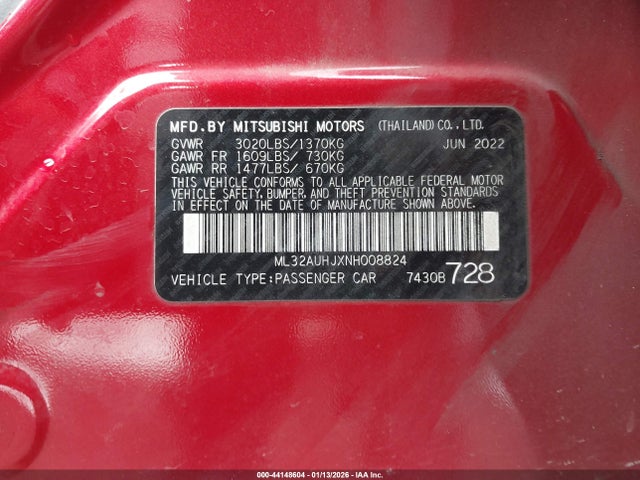 MFD.BY MITSUBISHI MOTORS (THAILAND)CO.,LTD.
GVWR 3020LBS/1370KG JUN 2022
GAWR FR 1609LBS/ 730KG
GAWR RR 1477LBS/ 670KG
THIS VEHICLE CONFORMS TO ALL APPLICABLE FEDERAL MOTOR
VEHICLE SAFETY, BUMPER, AND THEFT PREVENTION STANDARDS
IN EFFECT ON THE DATE OF MANUFACTURE SHOWN ABOVE.
ML32AUHJXNH008824
VEHICLE TYPE:PASSENGER CAR 7430B 728
000-44148604 - 01/13/2026 - IAAI.com